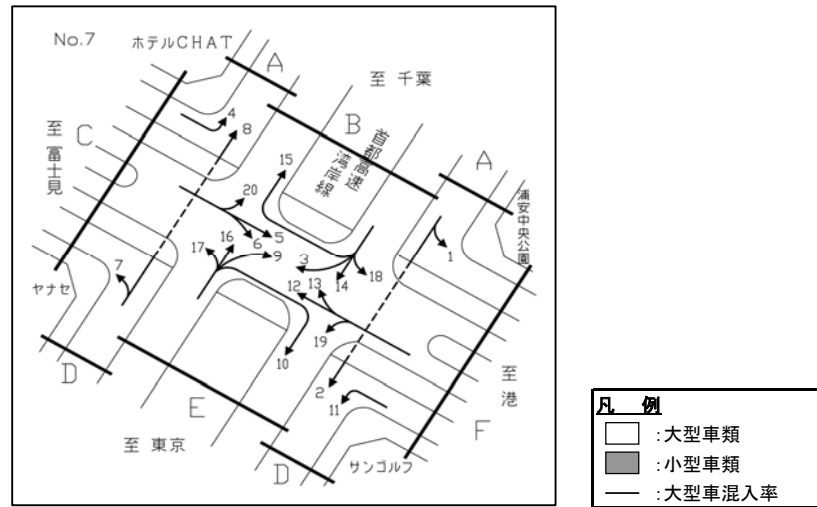 No.7
ホテルCHAT
A
至 千葉
B
首都高速
湾岸線
A
浦安中央公園
至 富士見
C
4
8
15
20
5
6
17
16
9
3
14
18
1
7
12
13
19
10
2
11
ヤナセ
D
E
至 東京
D
サンゴルフ
至 港
F
凡 例
:大型車類
:小型車類
:大型車混入率